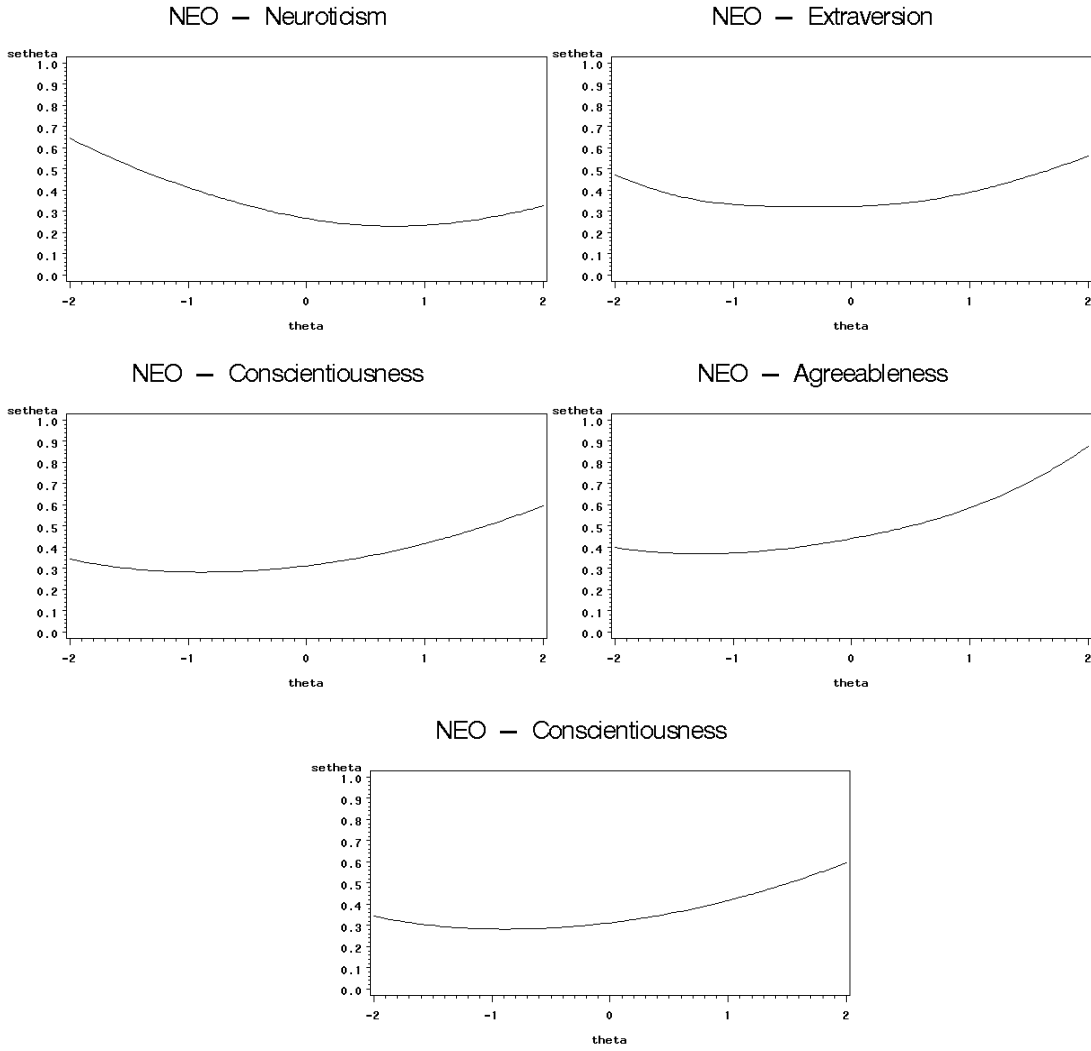 NEO – Neuroticism
setheta
1.0
0.9
0.8
0.7
0.6
0.5
0.4
0.3
0.2
0.1
0.0
-2 -1 0 1 2
theta
NEO – Extraversion
setheta
1.0
0.9
0.8
0.7
0.6
0.5
0.4
0.3
0.2
0.1
0.0
-2 -1 0 1 2
theta
NEO – Conscientiousness
setheta
1.0
0.9
0.8
0.7
0.6
0.5
0.4
0.3
0.2
0.1
0.0
-2 -1 0 1 2
theta
NEO – Agreeableness
setheta
1.0
0.9
0.8
0.7
0.6
0.5
0.4
0.3
0.2
0.1
0.0
-2 -1 0 1 2
theta
NEO – Conscientiousness
setheta
1.0
0.9
0.8
0.7
0.6
0.5
0.4
0.3
0.2
0.1
0.0
-2 -1 0 1 2
theta